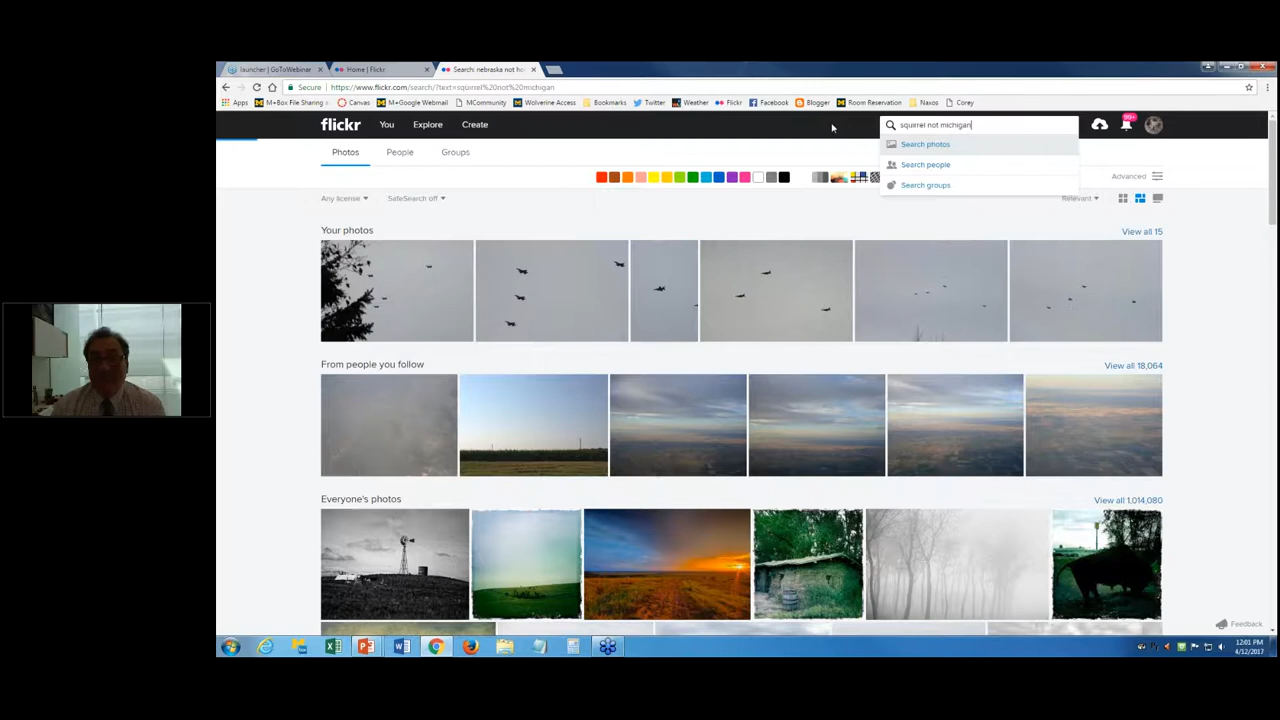 launcher | GoToWebinar
Home | Flickr
Search: nebraska not hu
Secure https://www.flickr.com/search/?text=squirrel%20not%20michigan
Apps
M+Box File Sharing
Canvas
M+Google Webmail
MCommunity
Wolverine Access
Bookmarks
Twitter
Weather
Flickr
Facebook
Blogger
Room Reservation
Naxos
Corey
flickr
You
Explore
Create
squirrel not michigan
99+
Photos
People
Groups
Search photos
Search people
Search groups
Advanced
Any license
SafeSearch off
Relevant
Your photos
View all 15
From people you follow
View all 18,064
Everyone's photos
View all 1,014,080
Feedback
12:01 PM
4/12/2017